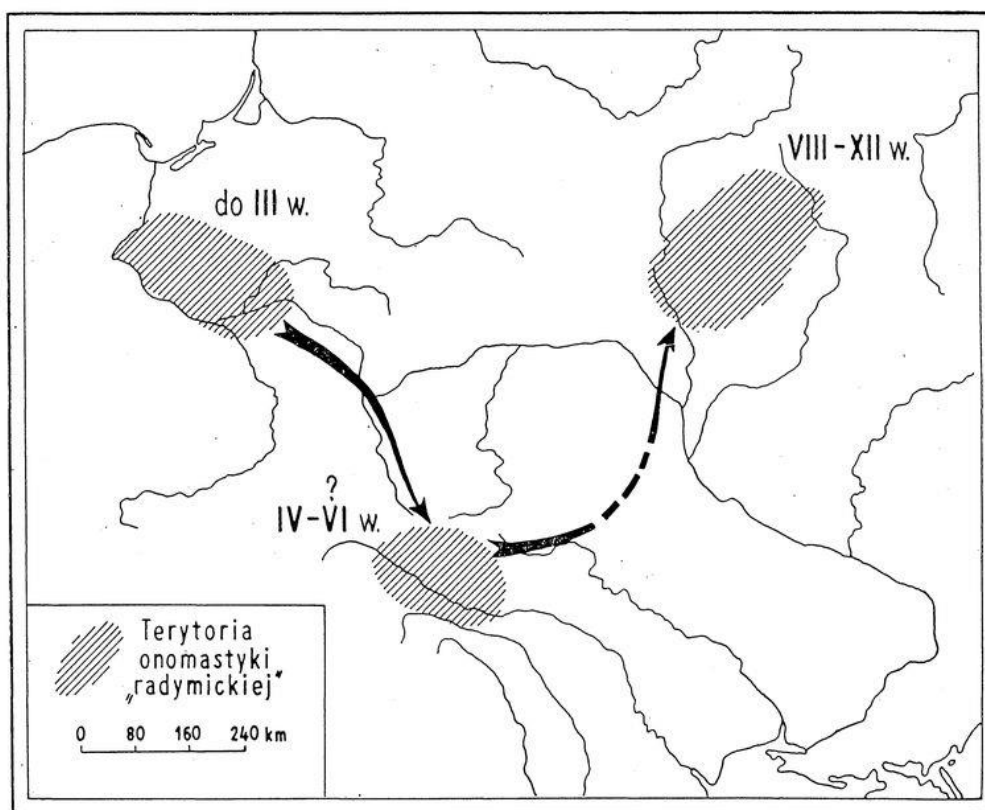 VIII-XII w.
do III w.
?
IV-VI w.
Terytoria
onomastyki
„radymickiej"
0 80 160 240 km